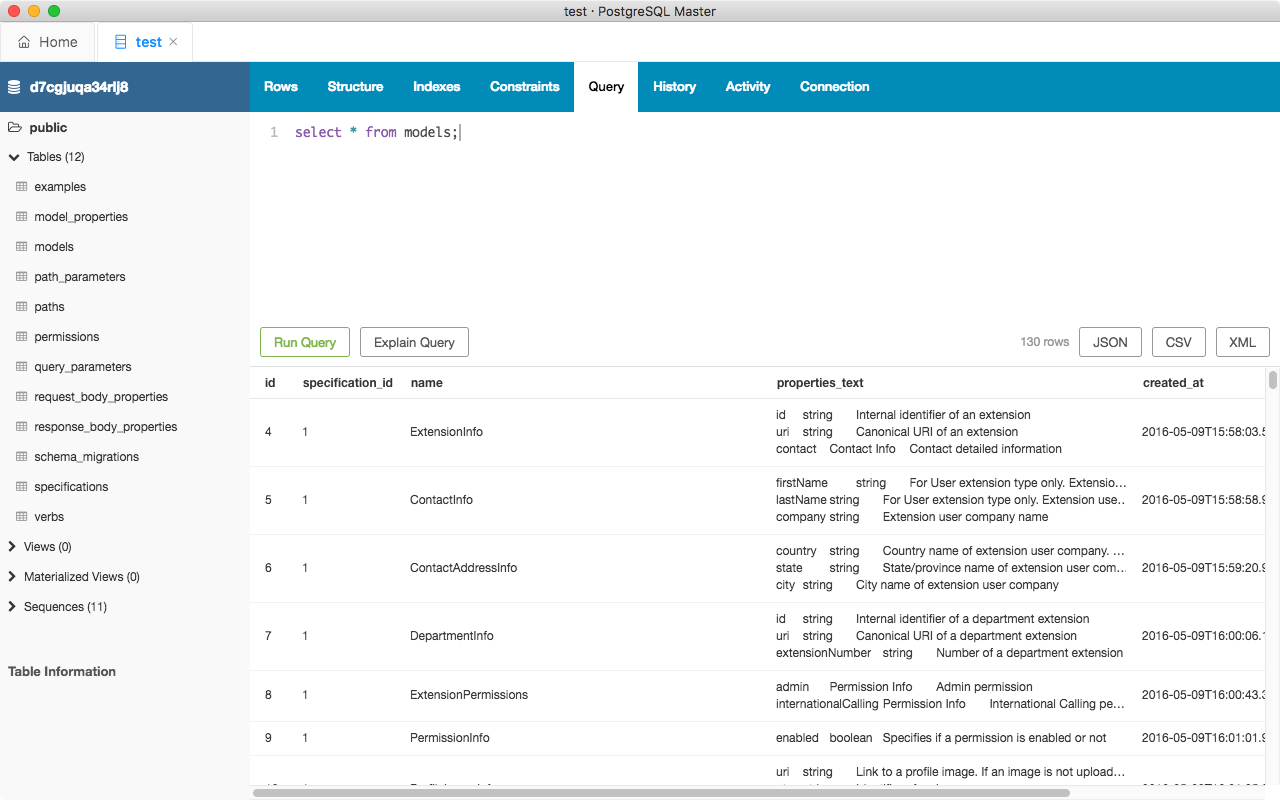 test · PostgreSQL Master
Home
test
d7cgjuqa34rlj8
Rows Structure Indexes Constraints Query History Activity Connection
public
Tables (12)
examples
model_properties
models
path_parameters
paths
permissions
query_parameters
request_body_properties
response_body_properties
schema_migrations
specifications
verbs
Views (0)
Materialized Views (0)
Sequences (11)
Table Information
1 select * from models;
Run Query Explain Query 130 rows JSON CSV XML
id specification_id name properties_text created_at
4 1 ExtensionInfo 2016-05-09T15:58:03.5
id string Internal identifier of an extension
uri string Canonical URI of an extension
contact Contact Info Contact detailed information
5 1 ContactInfo 2016-05-09T15:58:58.9
firstName string For User extension type only. Extensio…
lastName string For User extension type only. Extension use…
company string Extension user company name
6 1 ContactAddressInfo 2016-05-09T15:59:20.9
country string Country name of extension user company. …
state string State/province name of extension user com…
city string City name of extension user company
7 1 DepartmentInfo 2016-05-09T16:00:06.1
id string Internal identifier of a department extension
uri string Canonical URI of a department extension
extensionNumber string Number of a department extension
8 1 ExtensionPermissions 2016-05-09T16:00:43.3
admin Permission Info Admin permission
internationalCalling Permission Info International Calling pe…
9 1 PermissionInfo enabled boolean Specifies if a permission is enabled or not 2016-05-09T16:01:01.9
uri string Link to a profile image. If an image is not upload…